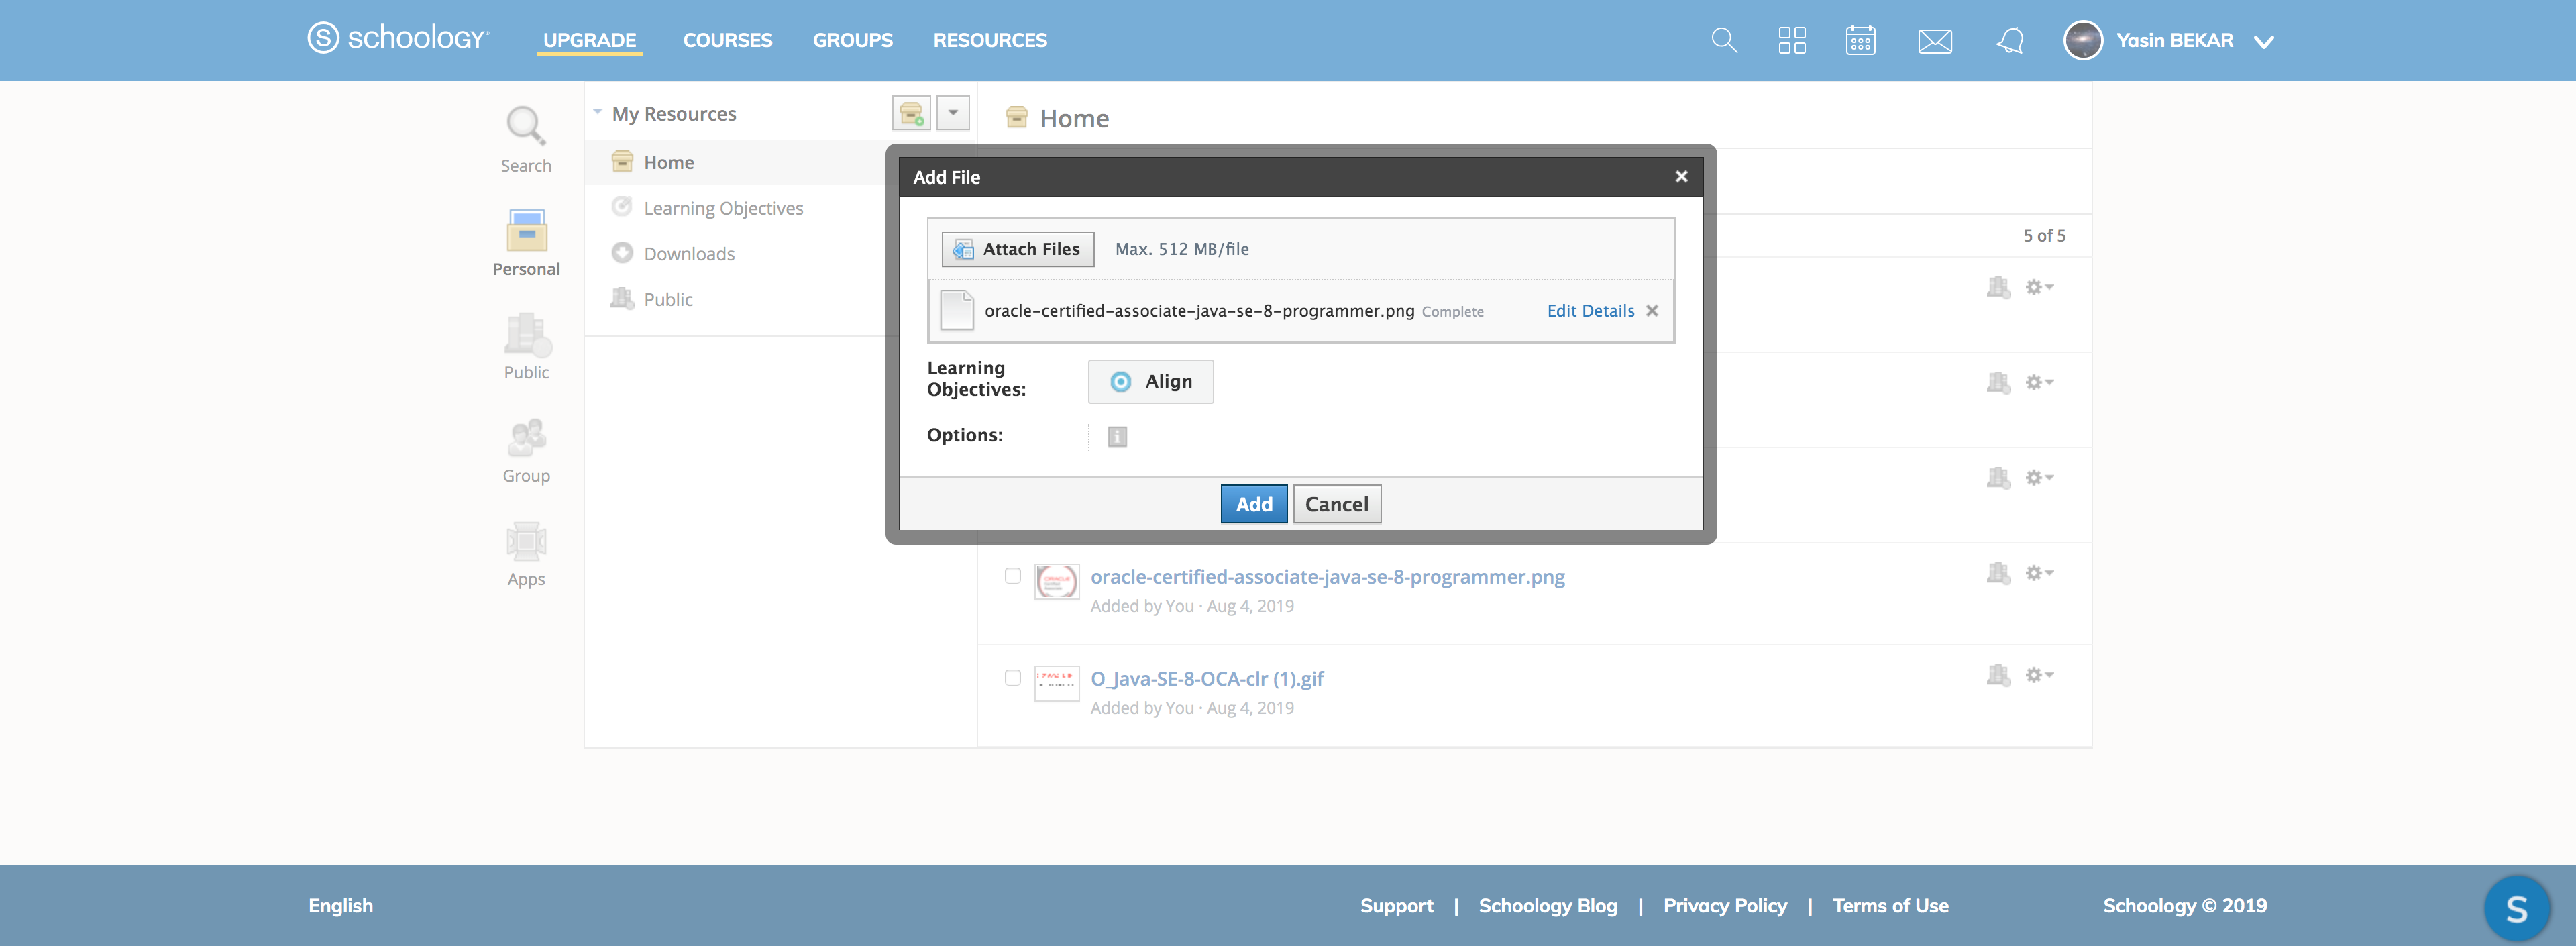 schoology
UPGRADE
COURSES
GROUPS
RESOURCES
Yasin BEKAR
Search
Personal
Public
Group
Apps
My Resources
Home
Learning Objectives
Downloads
Public
Home
5 of 5
Add File
Attach Files
Max. 512 MB/file
oracle-certified-associate-java-se-8-programmer.png Complete
Edit Details
Learning
Objectives:
Align
Options:
Add
Cancel
oracle-certified-associate-java-se-8-programmer.png
Added by You · Aug 4, 2019
O_Java-SE-8-OCA-clr (1).gif
Added by You · Aug 4, 2019
English
Support | Schoology Blog | Privacy Policy | Terms of Use
Schoology © 2019
S